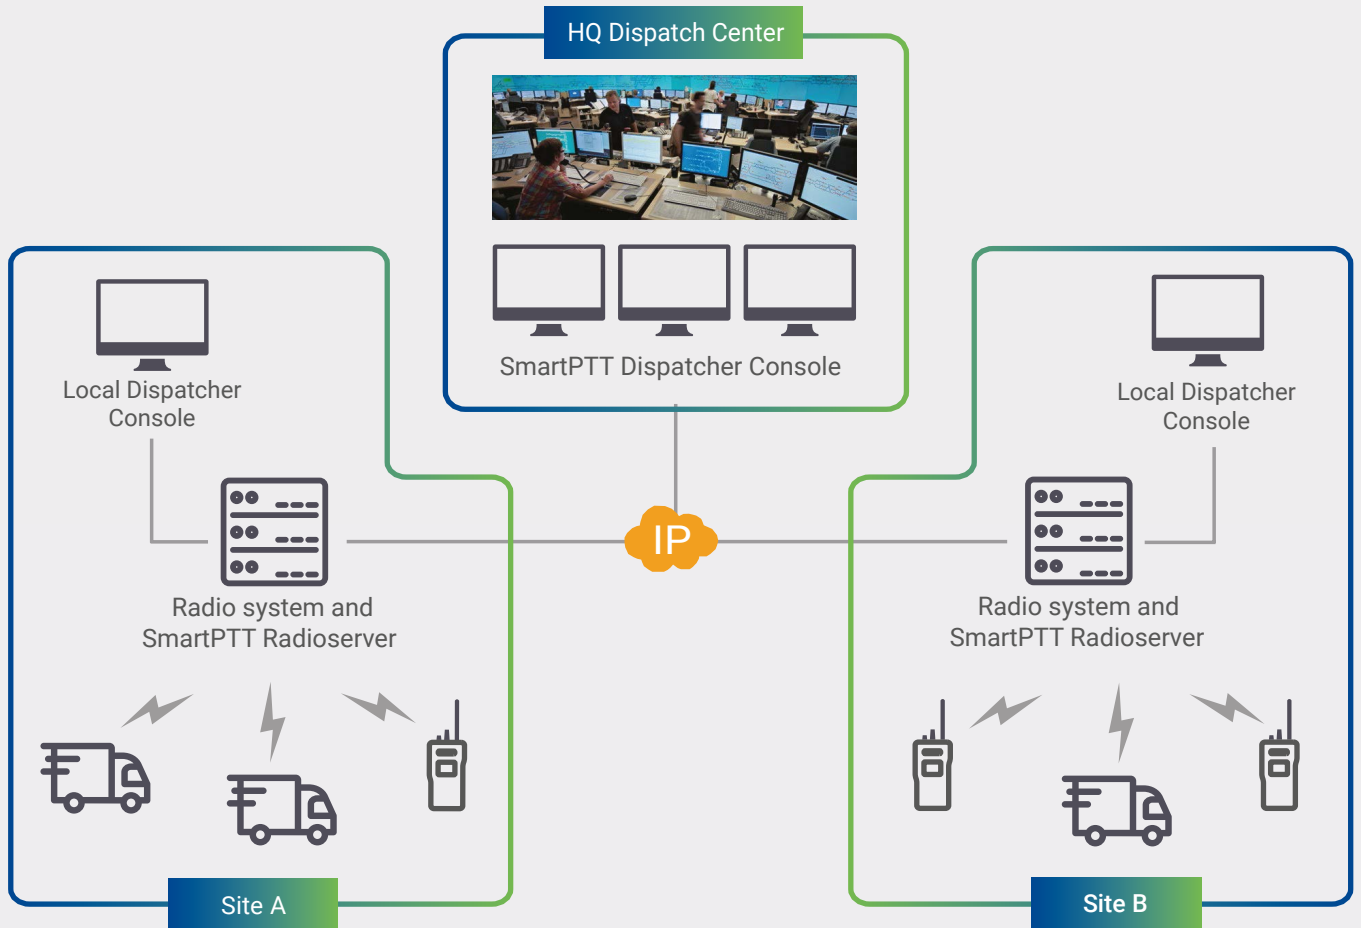 HQ Dispatch Center
SmartPTT Dispatcher Console
Local Dispatcher
Console
Local Dispatcher
Console
IP
Radio system and
SmartPTT Radioserver
Radio system and
SmartPTT Radioserver
Site A
Site B